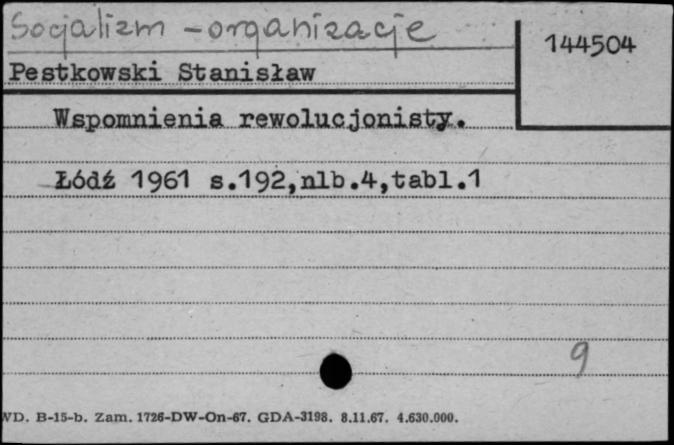 Socjalizm - organizacje
144504
Pestkowski Stanisław
Wspomnienia rewolucjonisty.
Łódź 1961 s.192,nlb.4,tabl.1
9
WD. B-15-b. Zam. 1726-DW-On-67. GDA-3198. 8.11.67. 4.630.000.